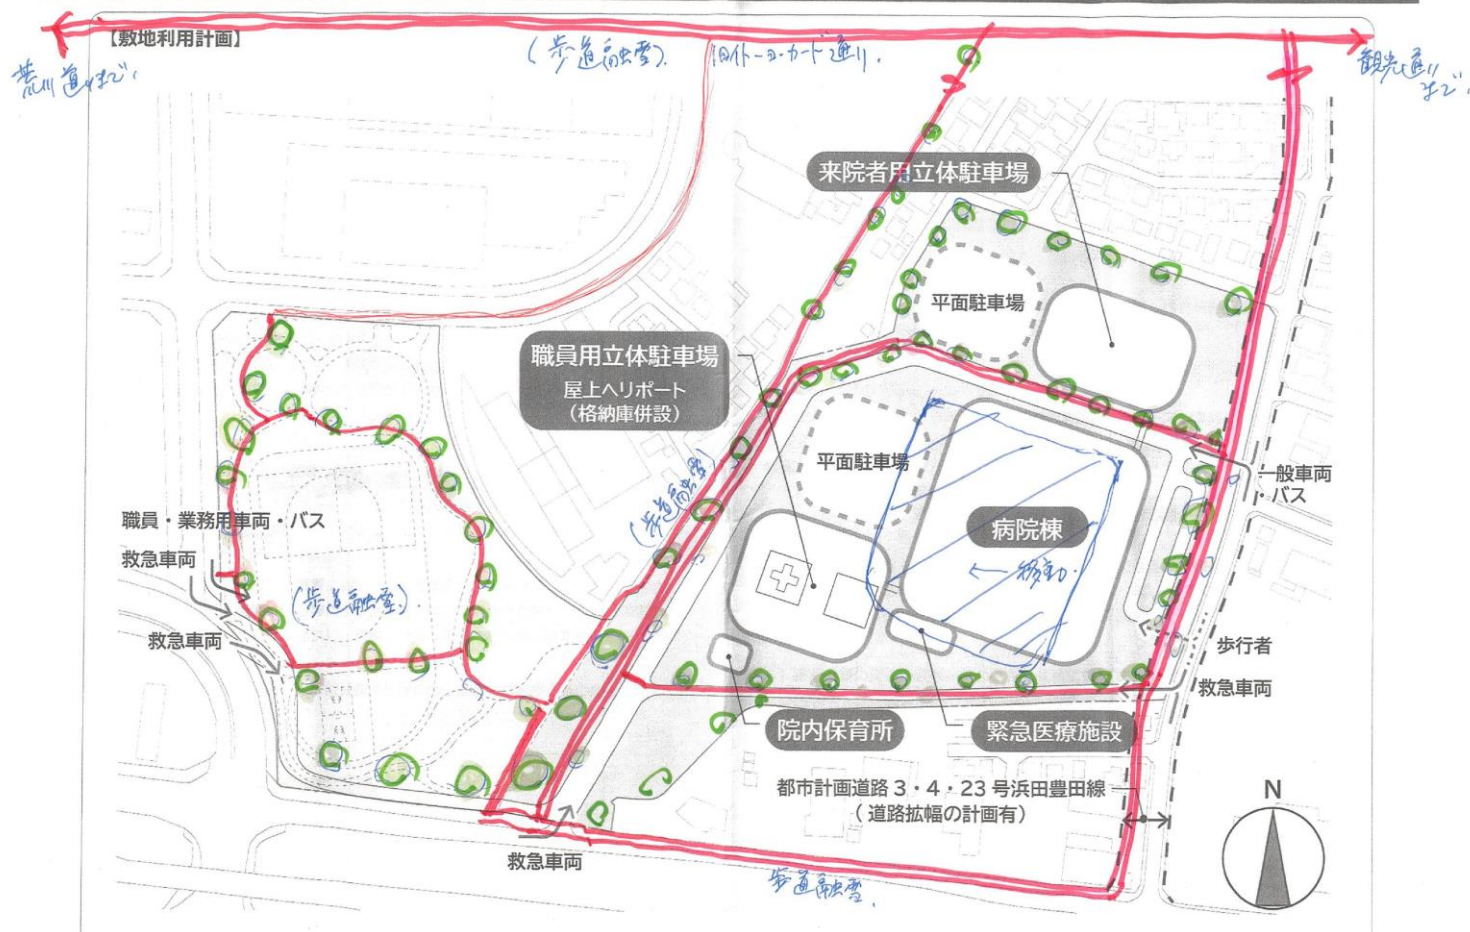 【敷地利用計画】
(歩道融雪)
旧イトーヨーカドー通り.
荒川道りまで.
観光通り
まで.
来院者用立体駐車場
平面駐車場
職員用立体駐車場
屋上ヘリポート
(格納庫併設)
平面駐車場
一般車両
・バス
(歩道融雪)
病院棟
← 移動.
職員・業務用車両・バス
救急車両
(歩道融雪).
救急車両
歩行者
救急車両
院内保育所
緊急医療施設
都市計画道路 3・4・23 号浜田豊田線
(道路拡幅の計画有)
N
救急車両
歩道融雪.